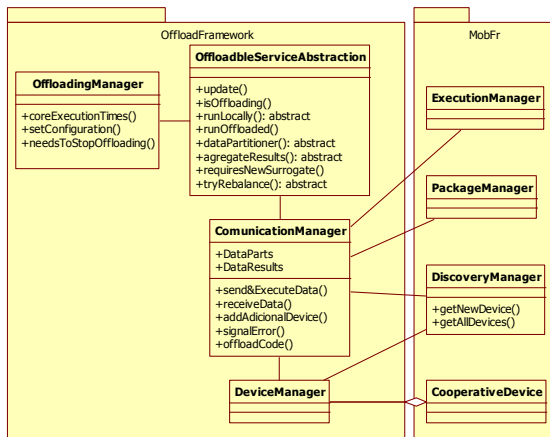 OffloadFramework
OffloadbleServiceAbstraction
+update()
+isOffloading()
+runLocally(): abstract
+runOffloaded()
+dataPartitioner(): abstract
+agregateResults(): abstract
+requiresNewSurrogate()
+tryRebalance(): abstract
OffloadingManager
+coreExecutionTimes()
+setConfiguration()
+needsToStopOffloading()
ComunicationManager
+DataParts
+DataResults
+send&ExecuteData()
+receiveData()
+addAdicionalDevice()
+signalError()
+offloadCode()
DeviceManager
MobFr
ExecutionManager
PackageManager
DiscoveryManager
+getNewDevice()
+getAllDevices()
CooperativeDevice